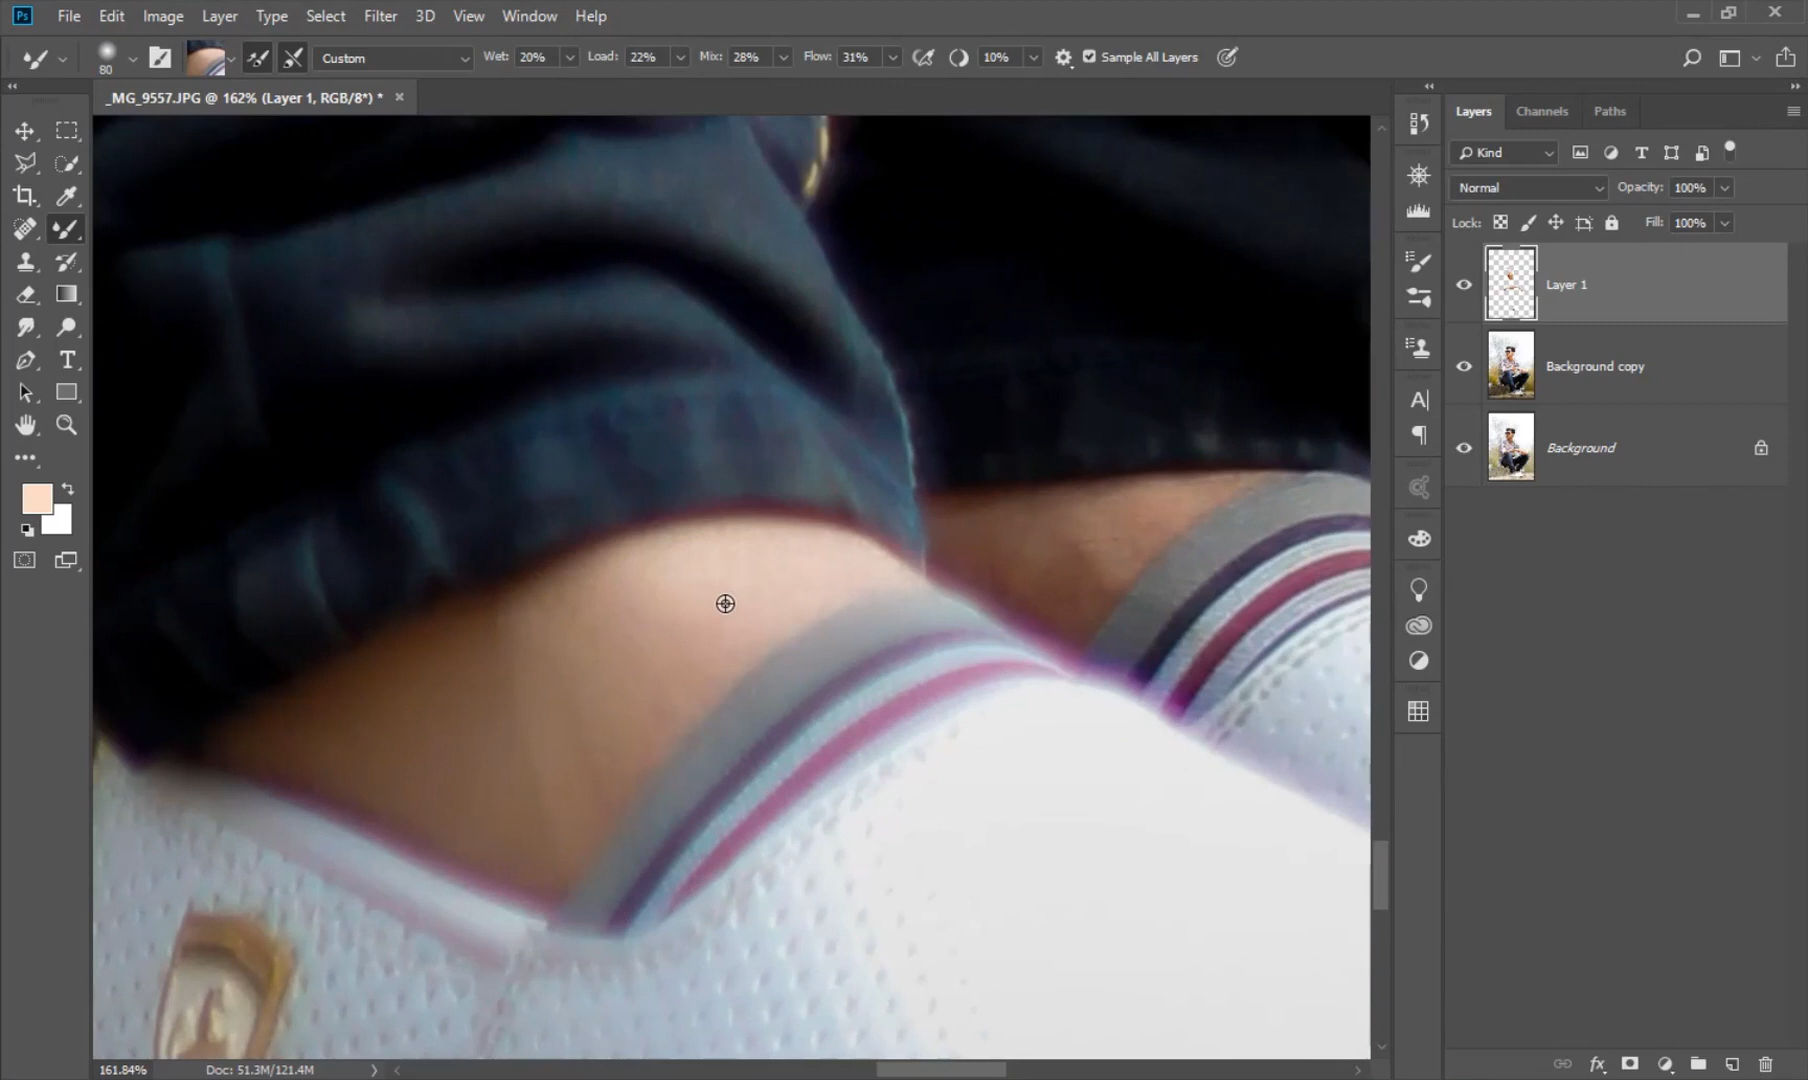 Ps File Edit Image Layer Type Select Filter 3D View Window Help
80 Custom Wet: 20% Load: 22% Mix: 28% Flow: 31% 10% Sample All Layers
_MG_9557.JPG @ 162% (Layer 1, RGB/8*) *
Layers Channels Paths
Kind
Normal Opacity: 100%
Lock: Fill: 100%
Layer 1
Background copy
Background
161.84% Doc: 51.3M/121.4M